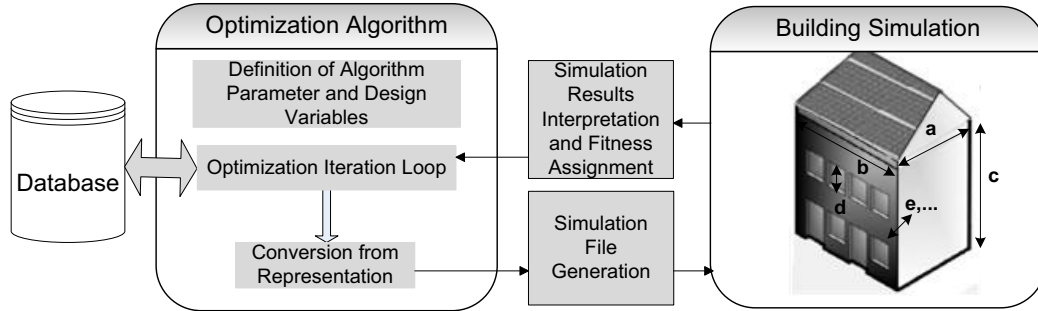 Optimization Algorithm
Definition of Algorithm
Parameter and Design
Variables
Optimization Iteration Loop
Conversion from
Representation
Database
Simulation
Results
Interpretation
and Fitness
Assignment
Simulation
File
Generation
Building Simulation
a
b
c
d
e,...